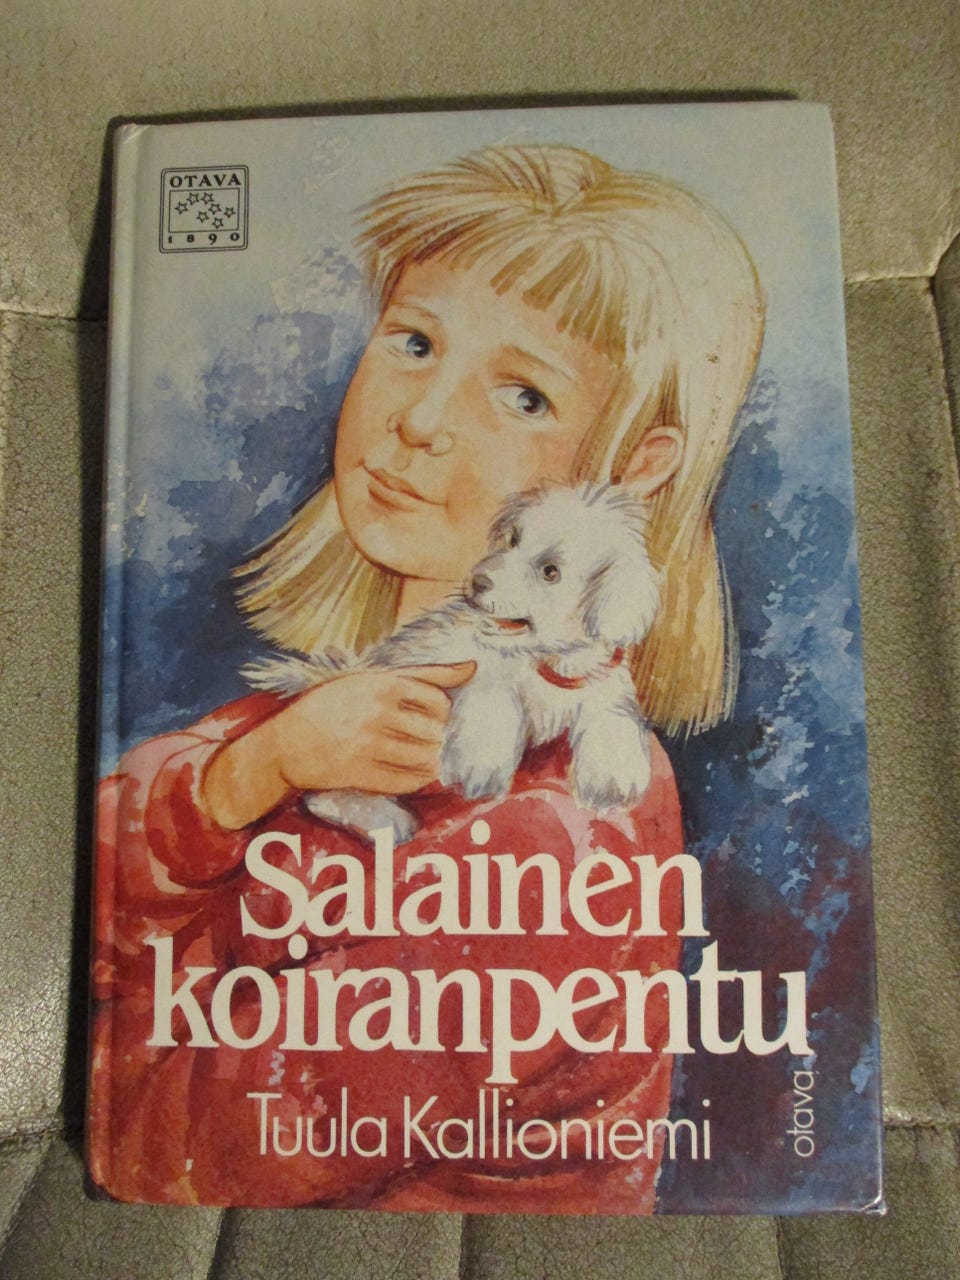 OTAVA
1890
Salainen
koiranpentu
Tuula Kallioniemi
otava